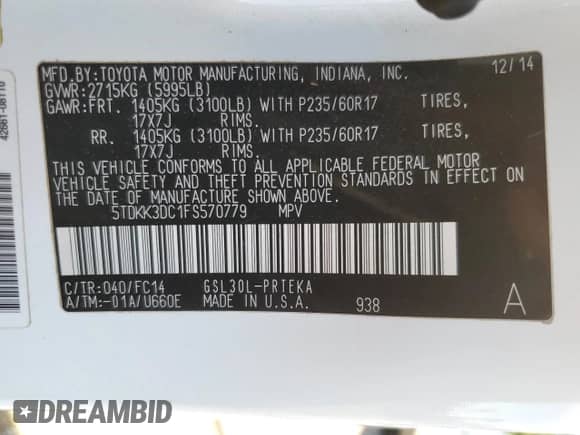 MFD.BY:TOYOTA MOTOR MANUFACTURING, INDIANA, INC. 12/14
GVWR:2715KG (5995LB)
GAWR:FRT. 1405KG (3100LB) WITH P235/60R17 TIRES,
17X7J RIMS.
RR. 1405KG (3100LB) WITH P235/60R17 TIRES,
17X7J RIMS.
THIS VEHICLE CONFORMS TO ALL APPLICABLE FEDERAL MOTOR
VEHICLE SAFETY AND THEFT PREVENTION STANDARDS IN EFFECT ON
THE DATE OF MANUFACTURE SHOWN ABOVE.
5TDKK3DC1FS570779 MPV
C/TR:040/FC14 GSL30L-PRTEKA
A/TM:-01A/U660E MADE IN U.S.A. 938 A
DREAMBID